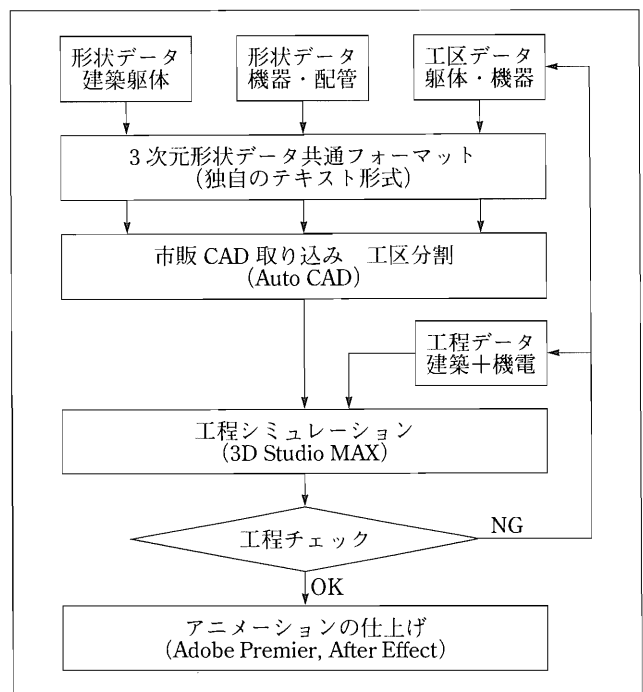 形状データ
建築躯体
形状データ
機器・配管
工区データ
躯体・機器
3次元形状データ共通フォーマット
(独自のテキスト形式)
市販 CAD 取り込み 工区分割
(Auto CAD)
工程データ
建築+機電
工程シミュレーション
(3D Studio MAX)
工程チェック
NG
OK
アニメーションの仕上げ
(Adobe Premier, After Effect)